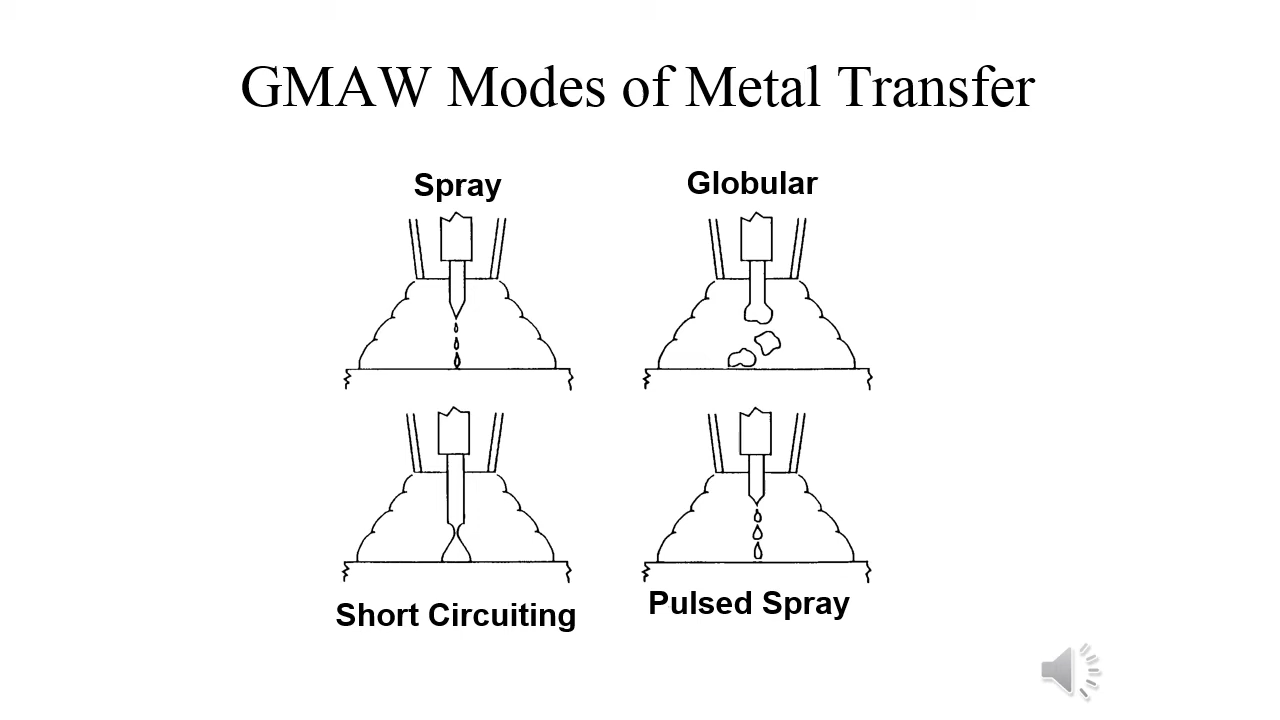 GMAW Modes of Metal Transfer
Spray
Globular
Short Circuiting
Pulsed Spray